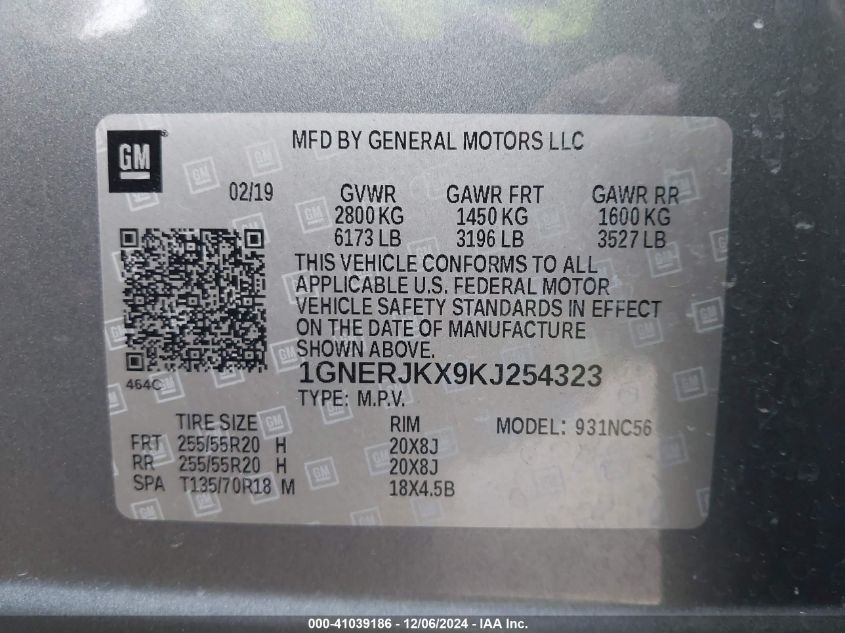 GM
MFD BY GENERAL MOTORS LLC
02/19
GVWR GAWR FRT GAWR RR
2800 KG 1450 KG 1600 KG
6173 LB 3196 LB 3527 LB
THIS VEHICLE CONFORMS TO ALL
APPLICABLE U.S. FEDERAL MOTOR
VEHICLE SAFETY STANDARDS IN EFFECT
ON THE DATE OF MANUFACTURE
SHOWN ABOVE.
464C
1GNERJKX9KJ254323
TYPE: M.P.V.
TIRE SIZE RIM MODEL: 931NC56
FRT 255/55R20 H 20X8J
RR 255/55R20 H 20X8J
SPA T135/70R18 M 18X4.5B
000-41039186 - 12/06/2024 - IAA Inc.